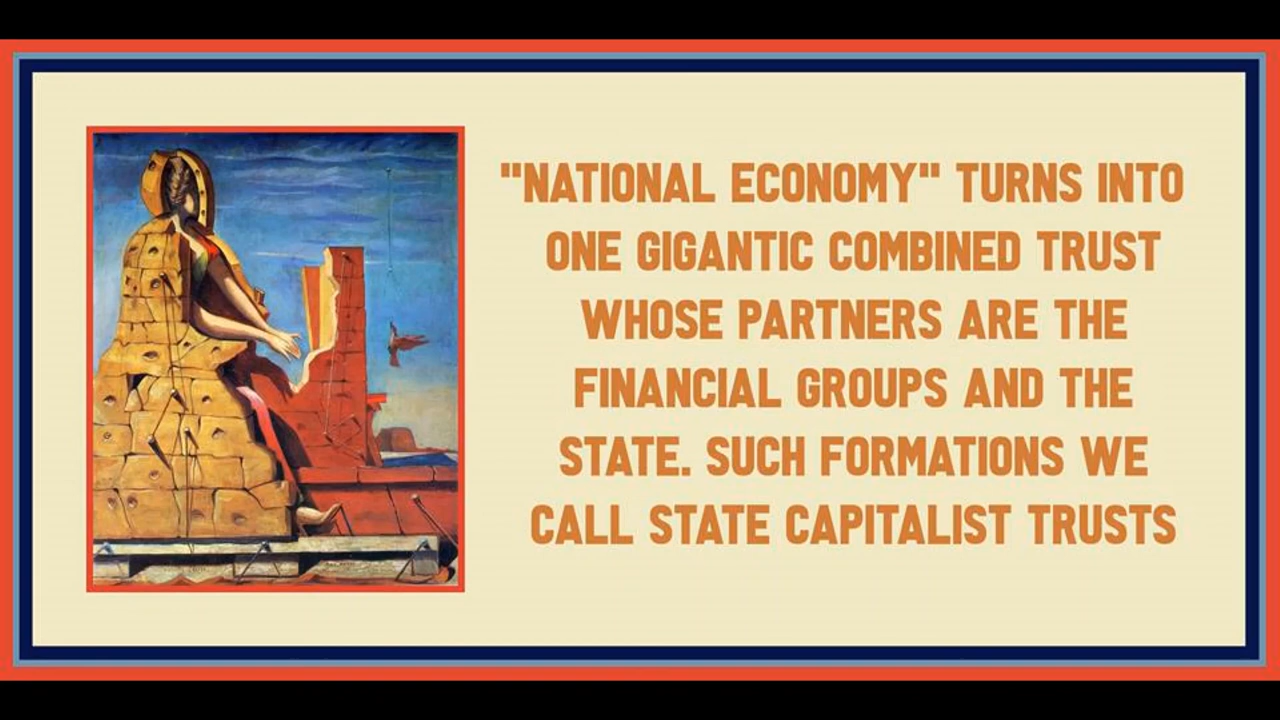 "NATIONAL ECONOMY" TURNS INTO
ONE GIGANTIC COMBINED TRUST
WHOSE PARTNERS ARE THE
FINANCIAL GROUPS AND THE
STATE. SUCH FORMATIONS WE
CALL STATE CAPITALIST TRUSTS